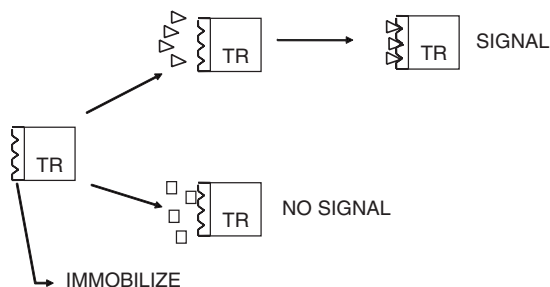 TR
TR SIGNAL
TR
TR NO SIGNAL
IMMOBILIZE